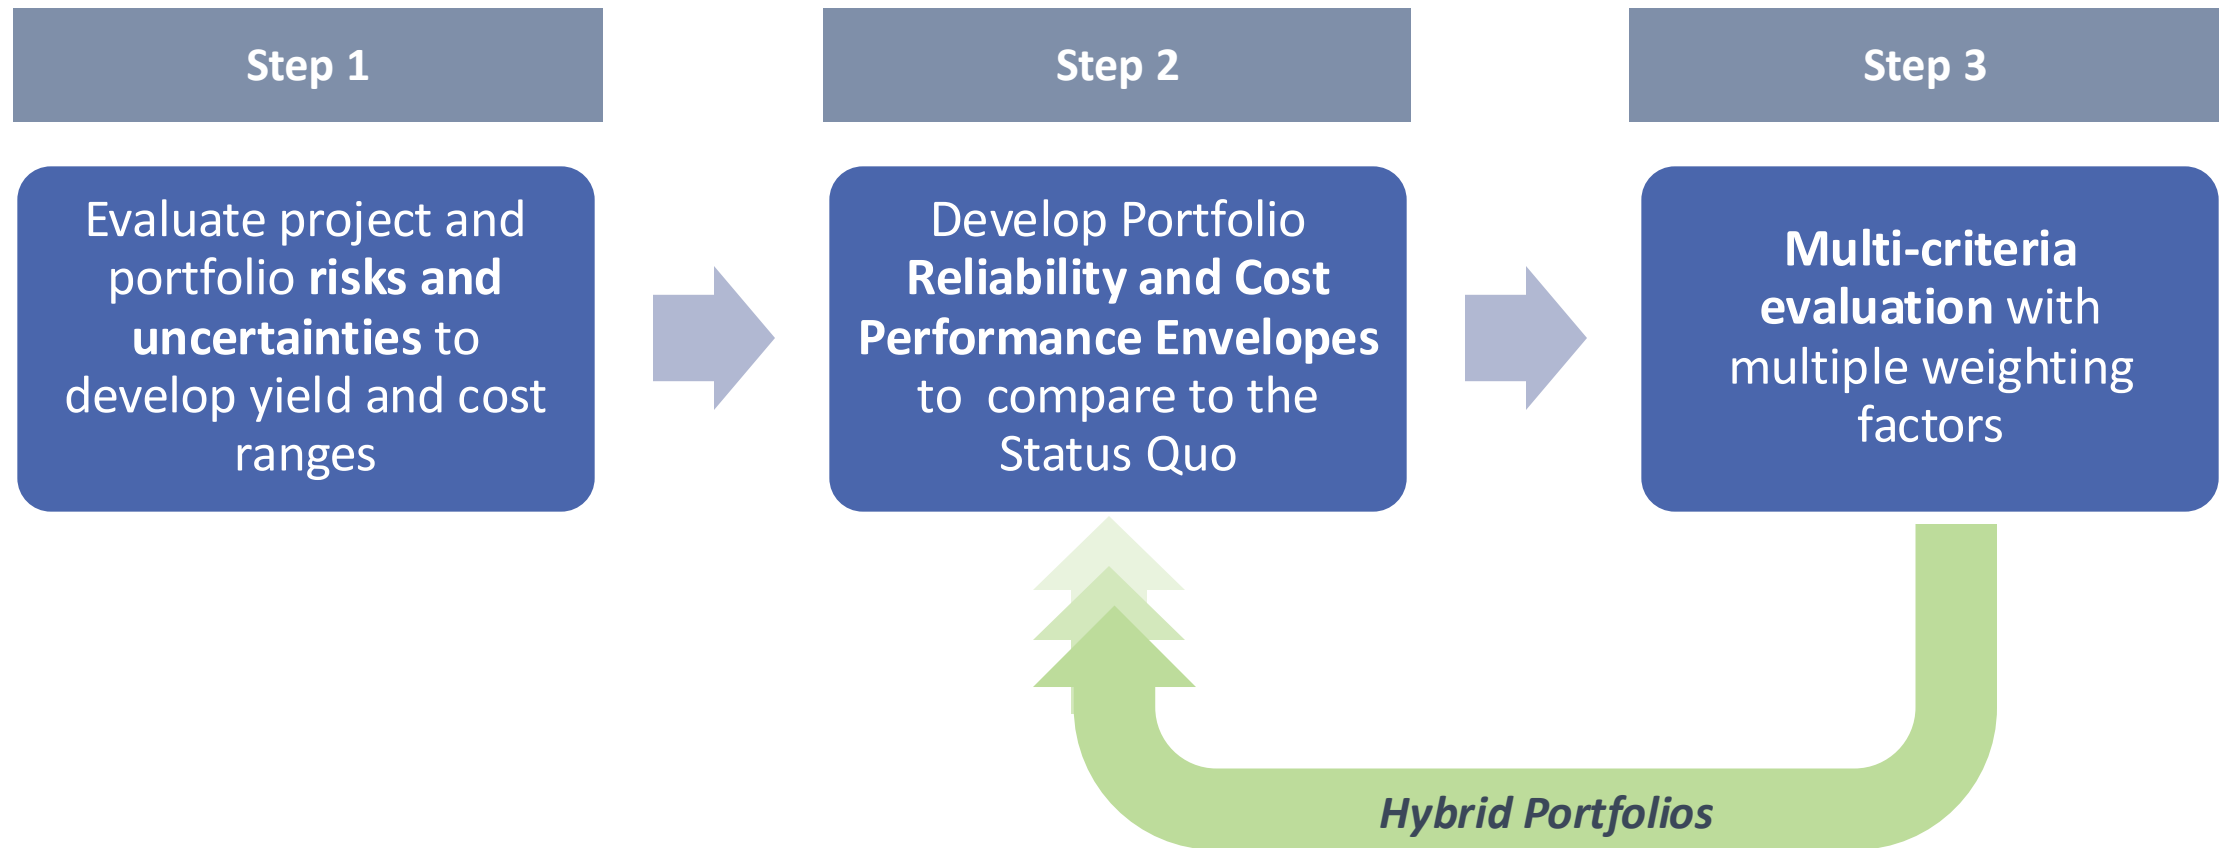 Step 1
Evaluate project and
portfolio risks and
uncertainties to
develop yield and cost
ranges
Step 2
Develop Portfolio
Reliability and Cost
Performance Envelopes
to  compare to the
Status Quo
Step 3
Multi-criteria
evaluation with
multiple weighting
factors
Hybrid Portfolios